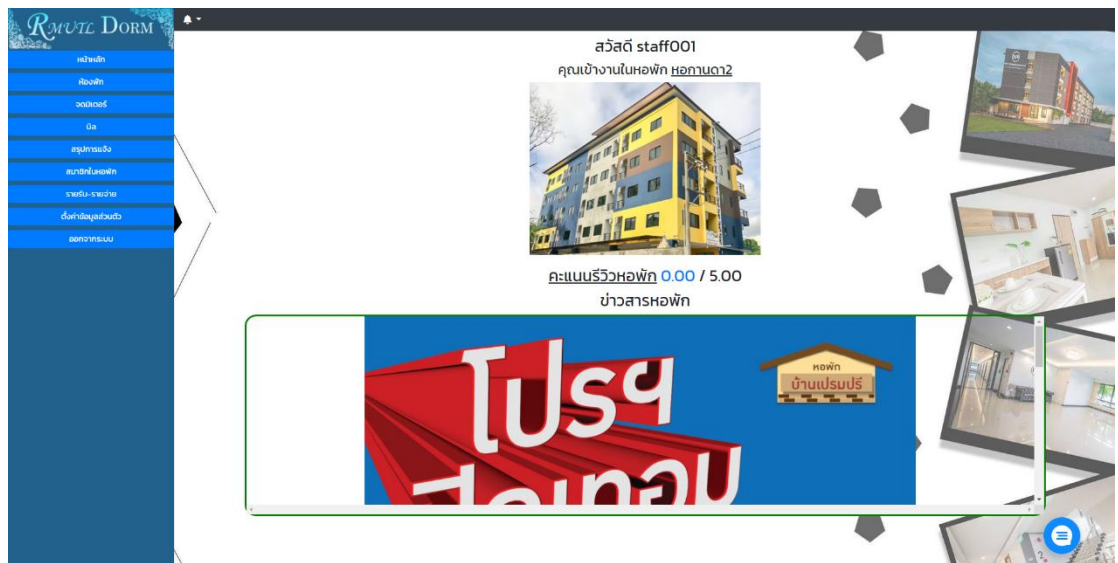 RMUTL DORM
หน้าหลัก
ห้องพัก
จดมิเตอร์
บิล
สรุปการแจ้ง
สมาชิกในหอพัก
รายรับ-รายจ่าย
ตั้งค่าข้อมูลส่วนตัว
ออกจากระบบ
สวัสดี staff001
คุณเข้างานในหอพัก หอกานดา2
คะแนนรีวิวหอพัก 0.00 / 5.00
ข่าวสารหอพัก
โปรฯ
หอพัก
บ้านเปรมปรี